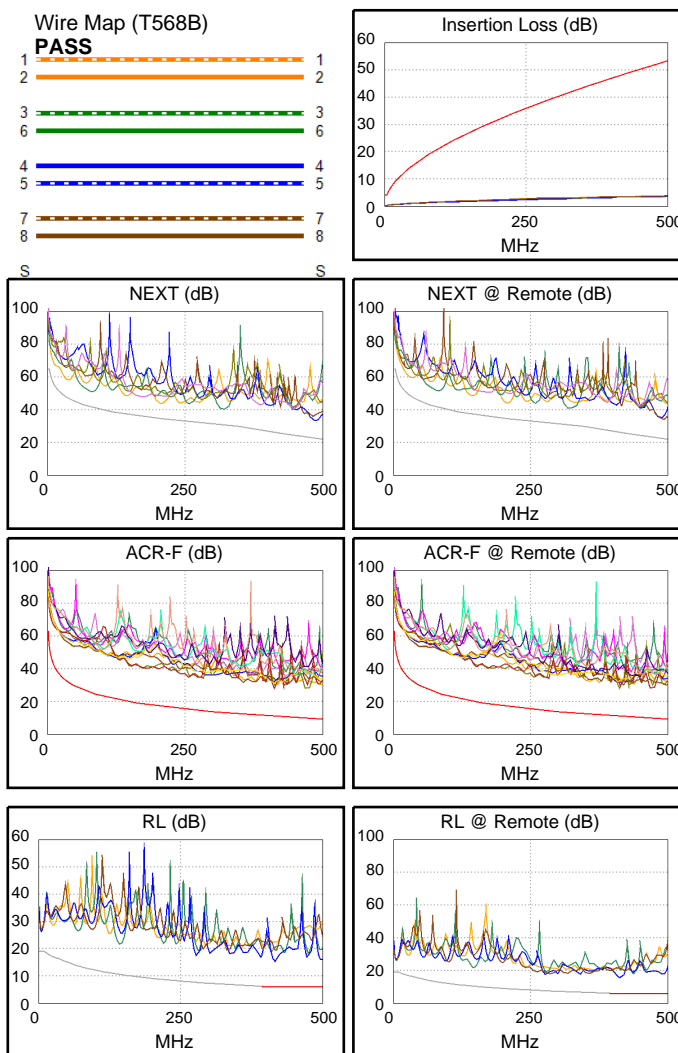 Wire Map (T568B)
PASS
1 1
2 2
3 3
6 6
4 4
5 5
7 7
8 8
S S
Insertion Loss (dB)
60
50
40
30
20
10
0
0 250 500
MHz
NEXT (dB)
100
80
60
40
20
0
0 250 500
MHz
NEXT @ Remote (dB)
100
80
60
40
20
0
0 250 500
MHz
ACR-F (dB)
100
80
60
40
20
0
0 250 500
MHz
ACR-F @ Remote (dB)
100
80
60
40
20
0
0 250 500
MHz
RL (dB)
60
50
40
30
20
10
0
0 250 500
MHz
RL @ Remote (dB)
100
80
60
40
20
0
0 250 500
MHz